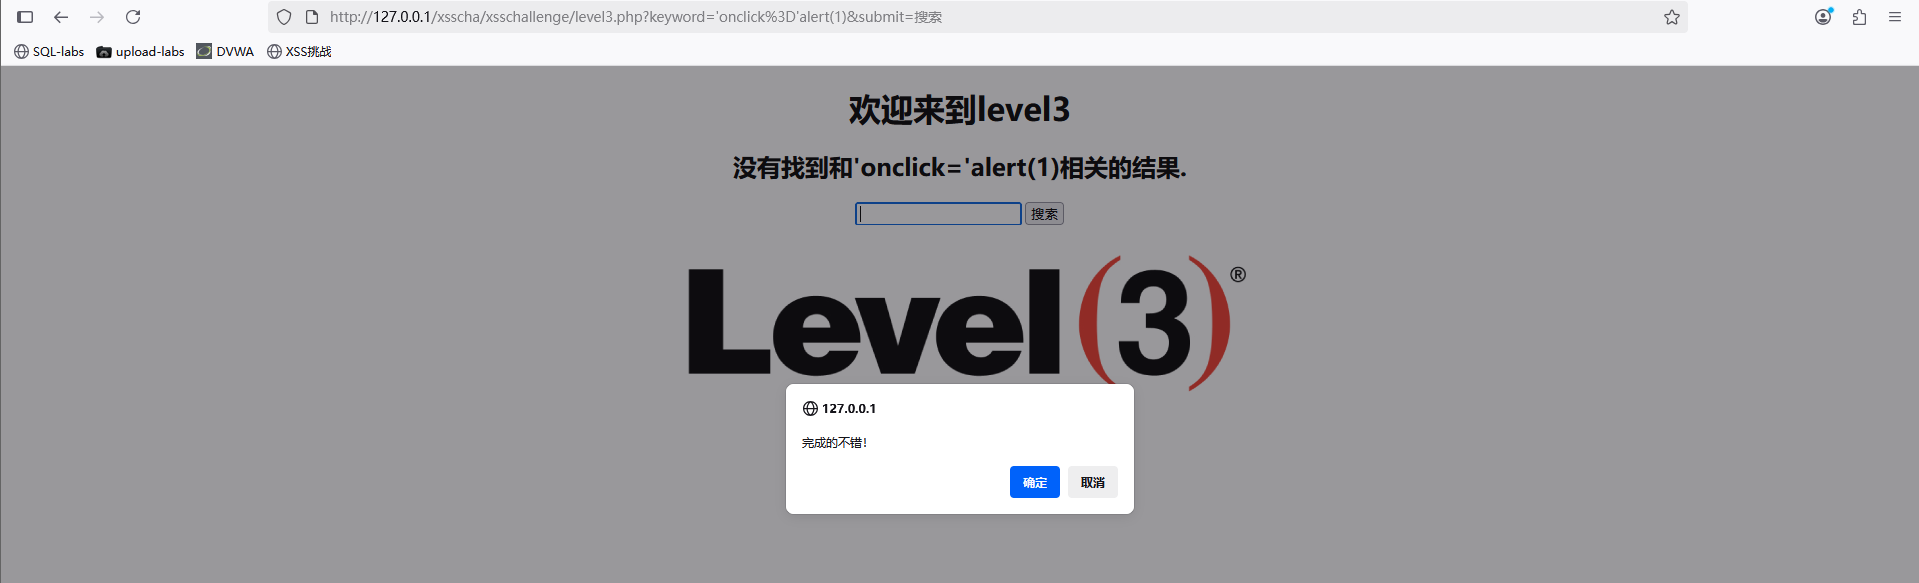 http://127.0.0.1/xsscha/xsschallenge/level3.php?keyword='onclick%3D'alert(1)&submit=搜索
SQL-labs upload-labs DVWA XSS挑战
欢迎来到level3
没有找到和'onclick='alert(1)相关的结果.
搜索
Level(3)®
127.0.0.1
完成的不错!
确定 取消